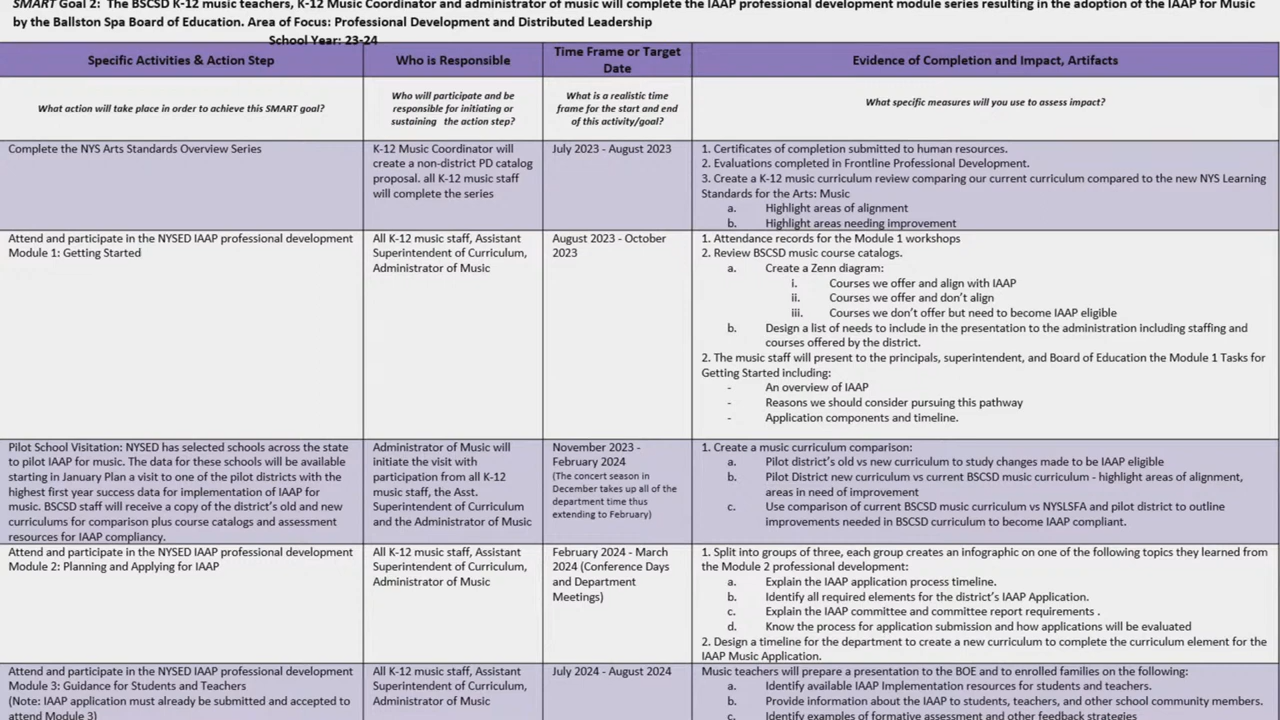 SMART Goal 2: The BSCSD K-12 music teachers, K-12 Music Coordinator and administrator of music will complete the IAAP professional development module series resulting in the adoption of the IAAP for Music
by the Ballston Spa Board of Education. Area of Focus: Professional Development and Distributed Leadership
School Year: 23-24
Specific Activities & Action Step
Who is Responsible
Time Frame or Target
Date
Evidence of Completion and Impact, Artifacts
What action will take place in order to achieve this SMART goal?
Who will participate and be
responsible for initiating or
sustaining the action step?
What is a realistic time
frame for the start and end
of this activity/goal?
What specific measures will you use to assess impact?
Complete the NYS Arts Standards Overview Series
K-12 Music Coordinator will
create a non-district PD catalog
proposal. all K-12 music staff
will complete the series
July 2023 - August 2023
1. Certificates of completion submitted to human resources.
2. Evaluations completed in Frontline Professional Development.
3. Create a K-12 music curriculum review comparing our current curriculum compared to the new NYS Learning
Standards for the Arts: Music
a. Highlight areas of alignment
b. Highlight areas needing improvement
Attend and participate in the NYSED IAAP professional development
Module 1: Getting Started
All K-12 music staff, Assistant
Superintendent of Curriculum,
Administrator of Music
August 2023 - October
2023
1. Attendance records for the Module 1 workshops
2. Review BSCSD music course catalogs.
a. Create a Zenn diagram:
i. Courses we offer and align with IAAP
ii. Courses we offer and don't align
iii. Courses we don't offer but need to become IAAP eligible
b. Design a list of needs to include in the presentation to the administration including staffing and
courses offered by the district.
2. The music staff will present to the principals, superintendent, and Board of Education the Module 1 Tasks for
Getting Started including:
- An overview of IAAP
- Reasons we should consider pursuing this pathway
- Application components and timeline.
Pilot School Visitation: NYSED has selected schools across the state
to pilot IAAP for music. The data for these schools will be available
starting in January Plan a visit to one of the pilot districts with the
highest first year success data for implementation of IAAP for
music. BSCSD staff will receive a copy of the district's old and new
curriculums for comparison plus course catalogs and assessment
resources for IAAP compliancy.
Administrator of Music will
initiate the visit with
participation from all K-12
music staff, the Asst.
Superintendent of Curriculum
and the Administrator of Music
November 2023 -
February 2024
(The concert season in
December takes up all of the
department time thus
extending to February)
1. Create a music curriculum comparison:
a. Pilot district's old vs new curriculum to study changes made to be IAAP eligible
b. Pilot District new curriculum vs current BSCSD music curriculum - highlight areas of alignment,
areas in need of improvement
c. Use comparison of current BSCSD music curriculum vs NYSLSFA and pilot district to outline
improvements needed in BSCSD curriculum to become IAAP compliant.
Attend and participate in the NYSED IAAP professional development
Module 2: Planning and Applying for IAAP
All K-12 music staff, Assistant
Superintendent of Curriculum,
Administrator of Music
February 2024 - March
2024 (Conference Days
and Department
Meetings)
1. Split into groups of three, each group creates an infographic on one of the following topics they learned from
the Module 2 professional development:
a. Explain the IAAP application process timeline.
b. Identify all required elements for the district's IAAP Application.
c. Explain the IAAP committee and committee report requirements .
d. Know the process for application submission and how applications will be evaluated
2. Design a timeline for the department to create a new curriculum to complete the curriculum element for the
IAAP Music Application.
Attend and participate in the NYSED IAAP professional development
Module 3: Guidance for Students and Teachers
(Note: IAAP application must already be submitted and accepted to
attend Module 3)
All K-12 music staff, Assistant
Superintendent of Curriculum,
Administrator of Music
July 2024 - August 2024
Music teachers will prepare a presentation to the BOE and to enrolled families on the following:
a. Identify available IAAP Implementation resources for students and teachers.
b. Provide information about the IAAP to students, teachers, and other school community members.
c. Identify examples of formative assessment and other feedback strategies